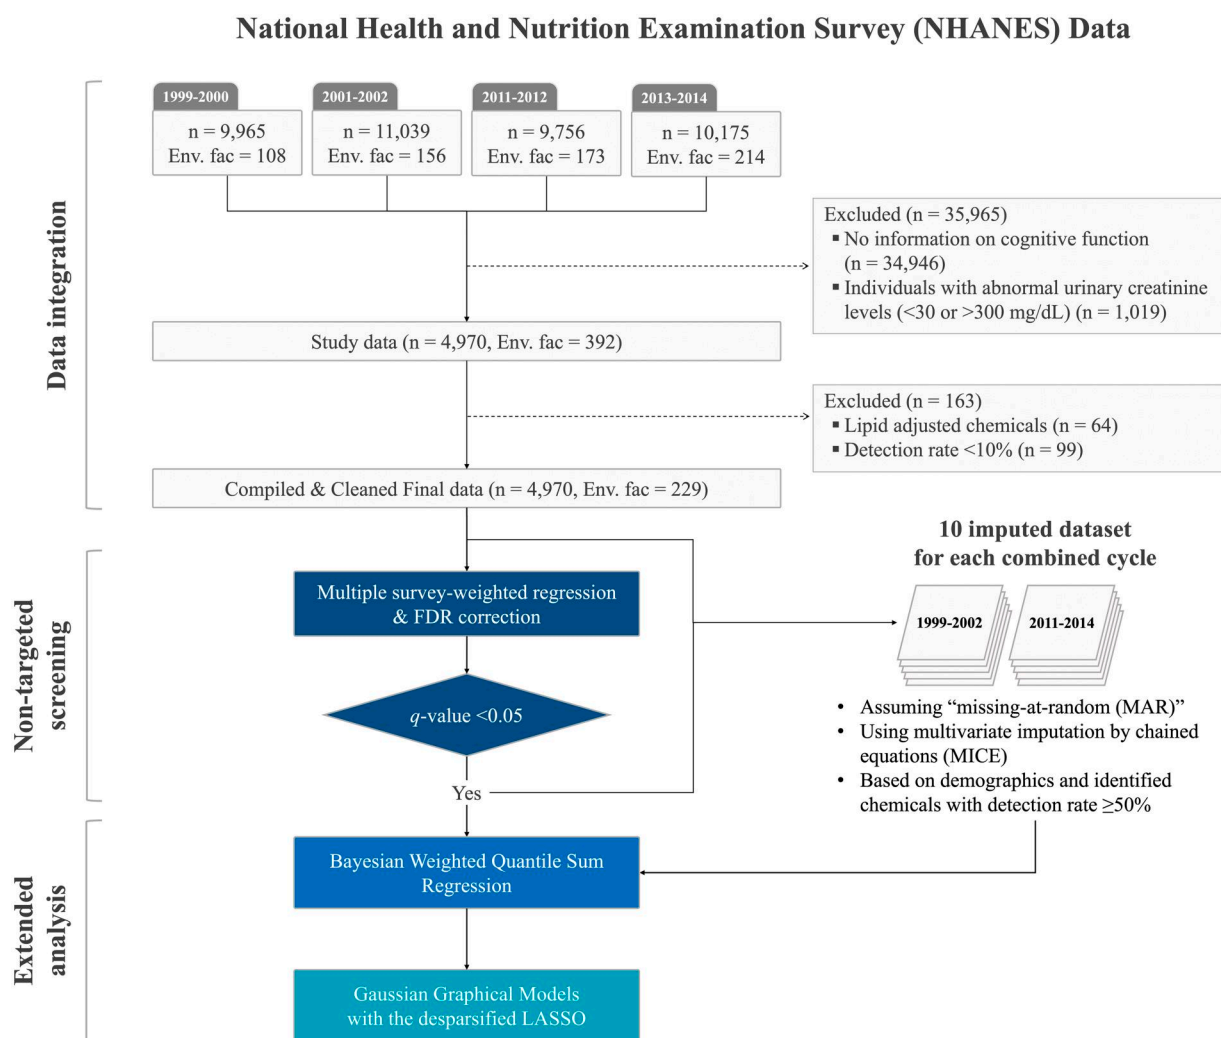 National Health and Nutrition Examination Survey (NHANES) Data
1999-2000
n = 9,965
Env. fac = 108
2001-2002
n = 11,039
Env. fac = 156
2011-2012
n = 9,756
Env. fac = 173
2013-2014
n = 10,175
Env. fac = 214
Data integration
Excluded (n = 35,965)
▪ No information on cognitive function
(n = 34,946)
▪ Individuals with abnormal urinary creatinine
levels (<30 or >300 mg/dL) (n = 1,019)
Study data (n = 4,970, Env. fac = 392)
Excluded (n = 163)
▪ Lipid adjusted chemicals (n = 64)
▪ Detection rate <10% (n = 99)
Compiled & Cleaned Final data (n = 4,970, Env. fac = 229)
Non-targeted
screening
Multiple survey-weighted regression
& FDR correction
q-value <0.05
Yes
10 imputed dataset
for each combined cycle
1999-2002
2011-2014
• Assuming “missing-at-random (MAR)”
• Using multivariate imputation by chained
equations (MICE)
• Based on demographics and identified
chemicals with detection rate ≥50%
Extended
analysis
Bayesian Weighted Quantile Sum
Regression
Gaussian Graphical Models
with the desparsified LASSO